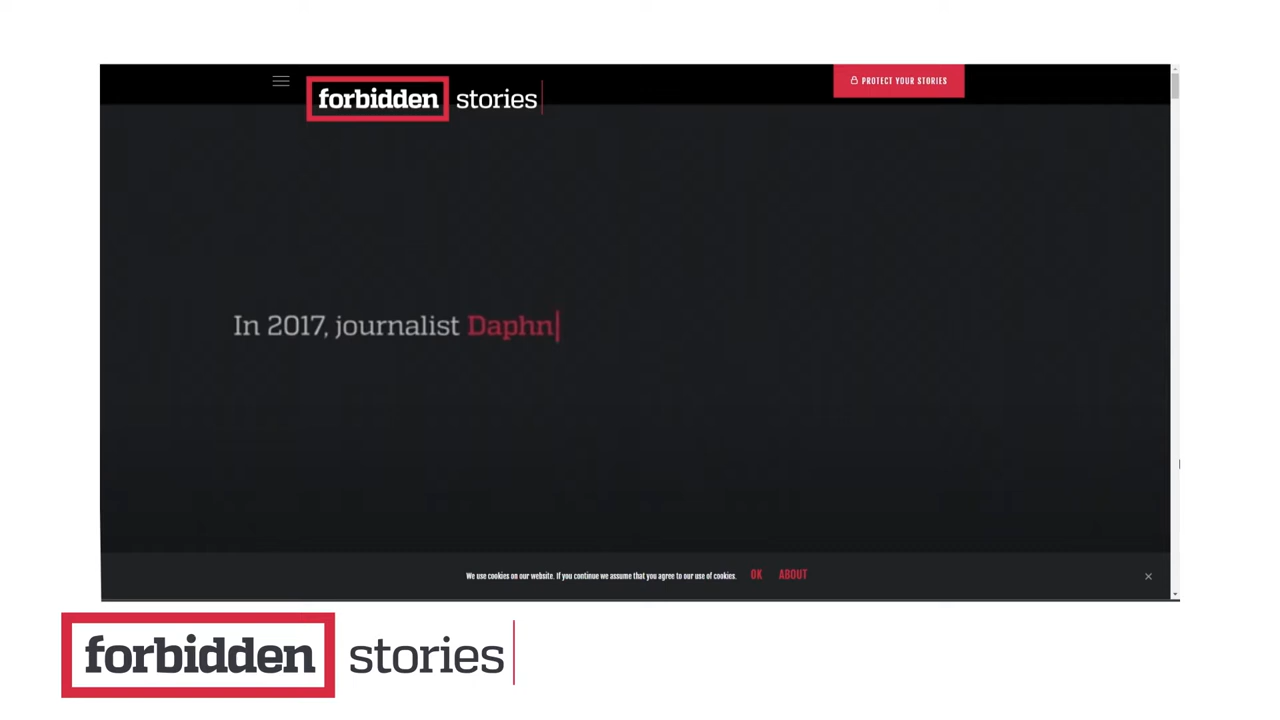 forbidden stories
PROTECT YOUR STORIES
In 2017, journalist Daphn
We use cookies on our website. If you continue we assume that you agree to our use of cookies. OK ABOUT
forbidden stories